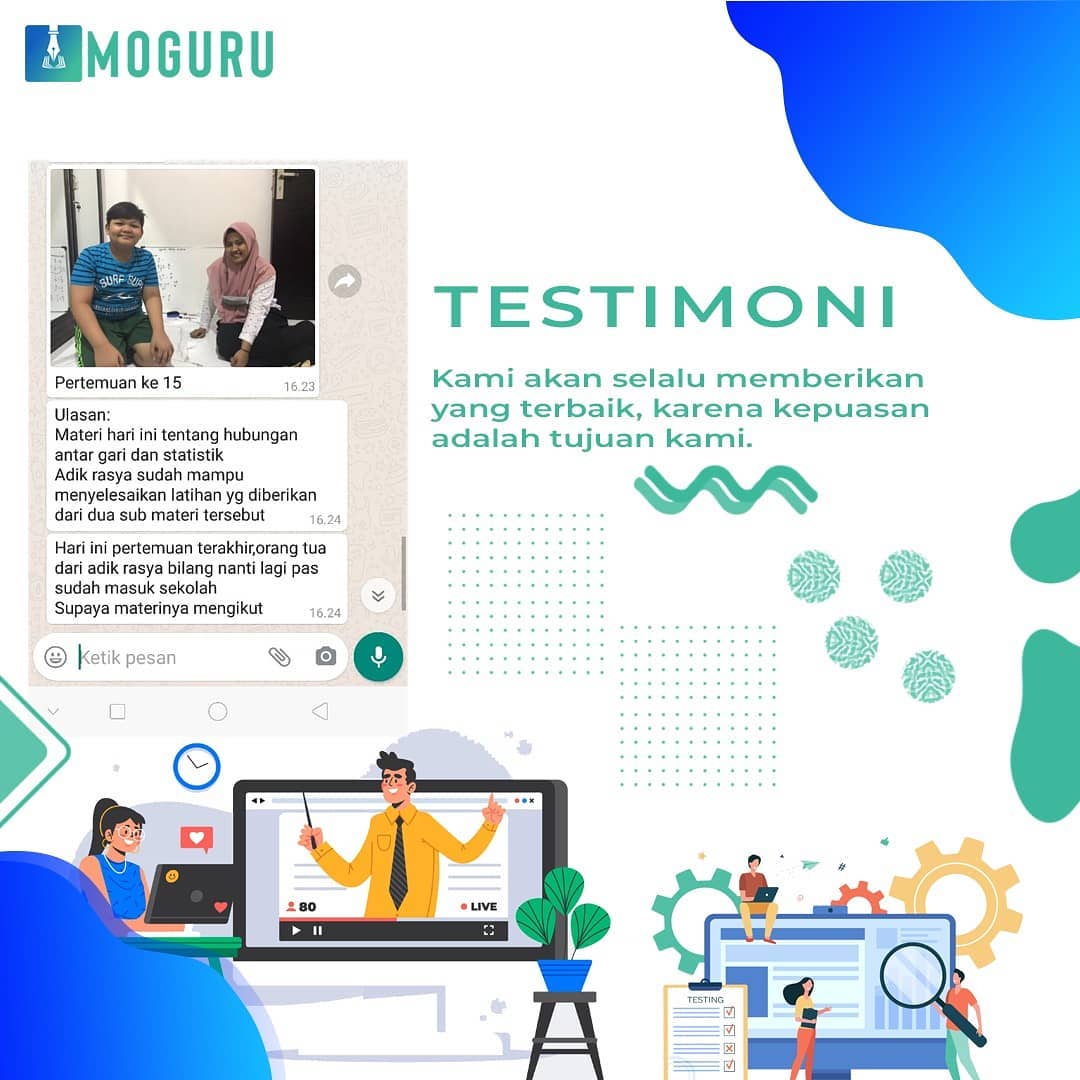 MOGURU
SURF SURF
Pertemuan ke 15
16.23
Ulasan:
Materi hari ini tentang hubungan
antar gari dan statistik
Adik rasya sudah mampu
menyelesaikan latihan yg diberikan
dari dua sub materi tersebut
16.24
Hari ini pertemuan terakhir,orang tua
dari adik rasya bilang nanti lagi pas
sudah masuk sekolah
Supaya materinya mengikut
16.24
Ketik pesan
TESTIMONI
Kami akan selalu memberikan
yang terbaik, karena kepuasan
adalah tujuan kami.
80
LIVE
#
TESTING